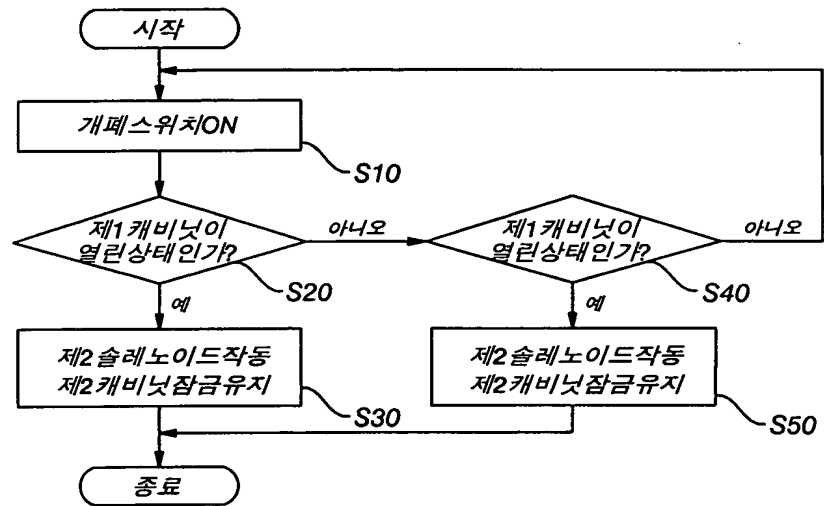 시작
개폐스위치ON
S10
제1캐비닛이
열린상태인가?
아니오
S20
예
제1캐비닛이
열린상태인가?
아니오
S40
예
제2솔레노이드작동
제2캐비닛잠금유지
S30
제2솔레노이드작동
제2캐비닛잠금유지
S50
종료